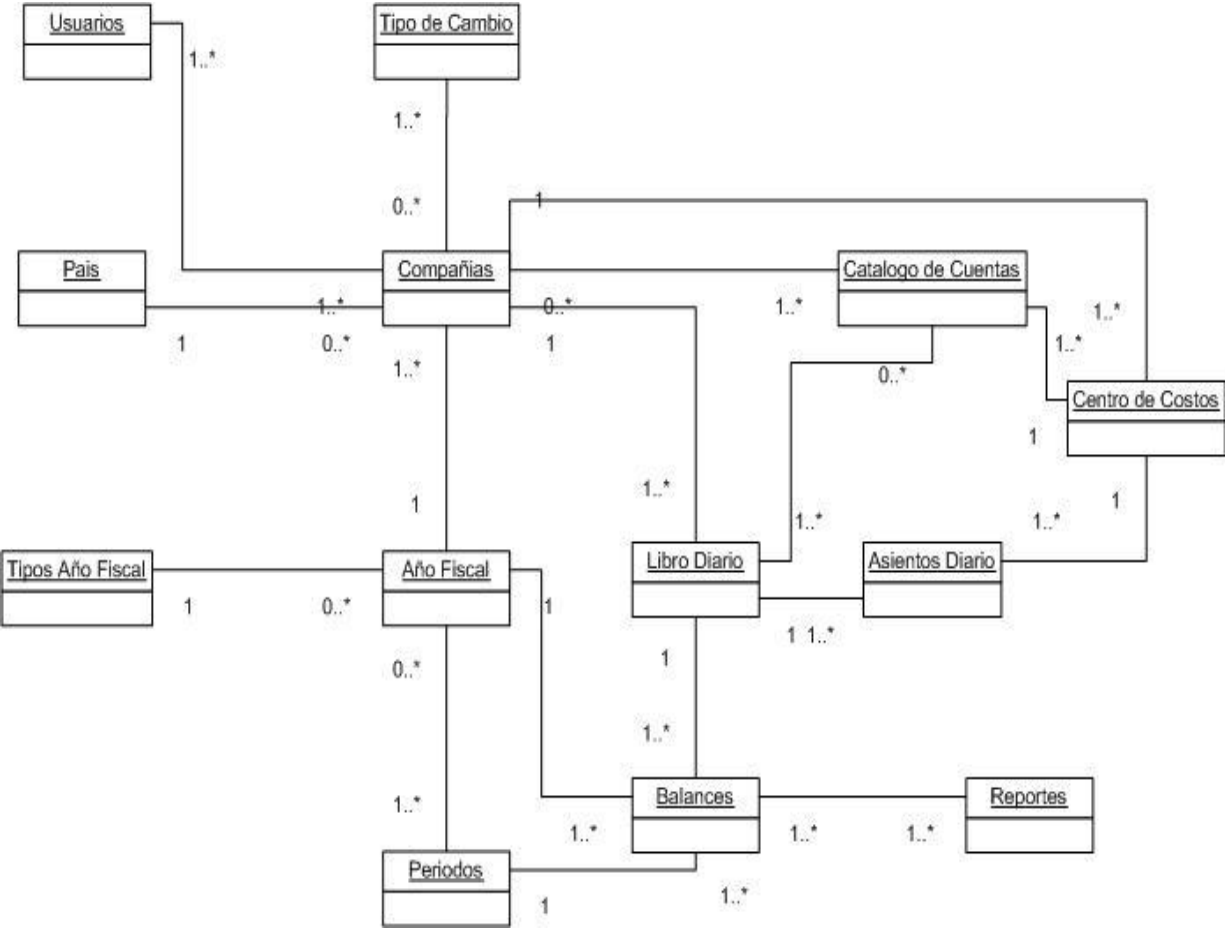 Usuarios
Tipo de Cambio
1..*
1..*
0..*
1
Pais
Compañias
Catalogo de Cuentas
1..*
0..*
1..*
1..*
1
0..*
1
1..*
1..*
0..*
Centro de Costos
1
1..*
1
1
1..*
1..*
Tipos Año Fiscal
Año Fiscal
Libro Diario
Asientos Diario
1
0..*
1
1 1..*
1
0..*
1..*
Balances
Reportes
1..*
1..*
1..*
1..*
Periodos
1
1..*